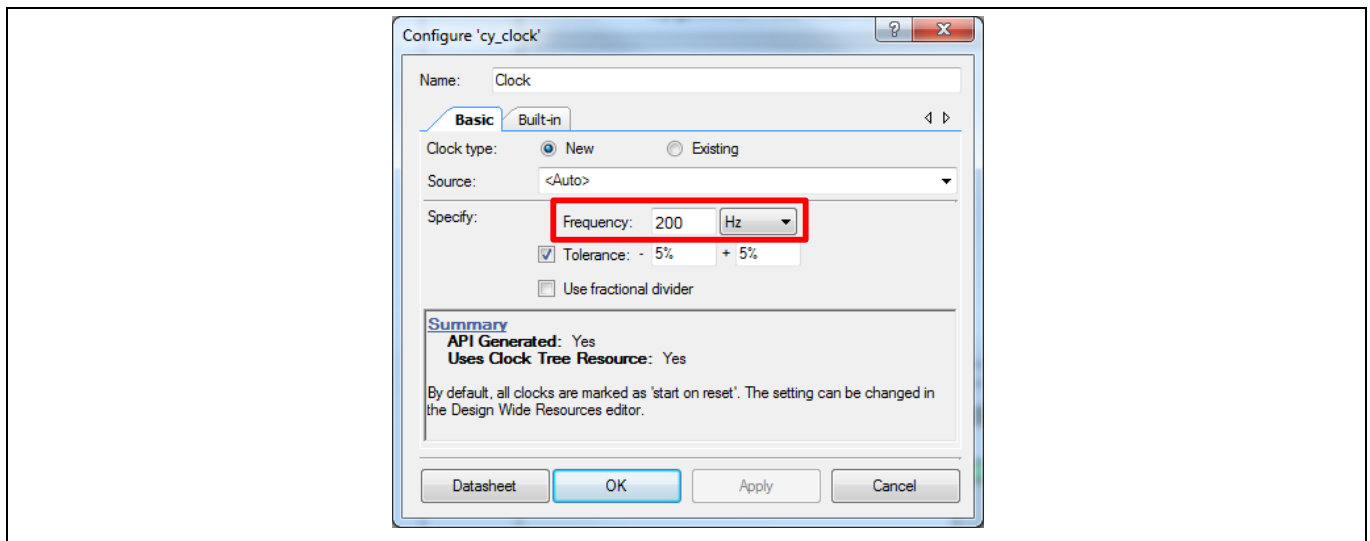 Configure 'cy_clock'
Name: Clock
Basic Built-in
Clock type: New Existing
Source: <Auto>
Specify: Frequency: 200 Hz
Tolerance: - 5% + 5%
Use fractional divider
Summary
API Generated: Yes
Uses Clock Tree Resource: Yes
By default, all clocks are marked as 'start on reset'. The setting can be changed in
the Design Wide Resources editor.
Datasheet OK Apply Cancel